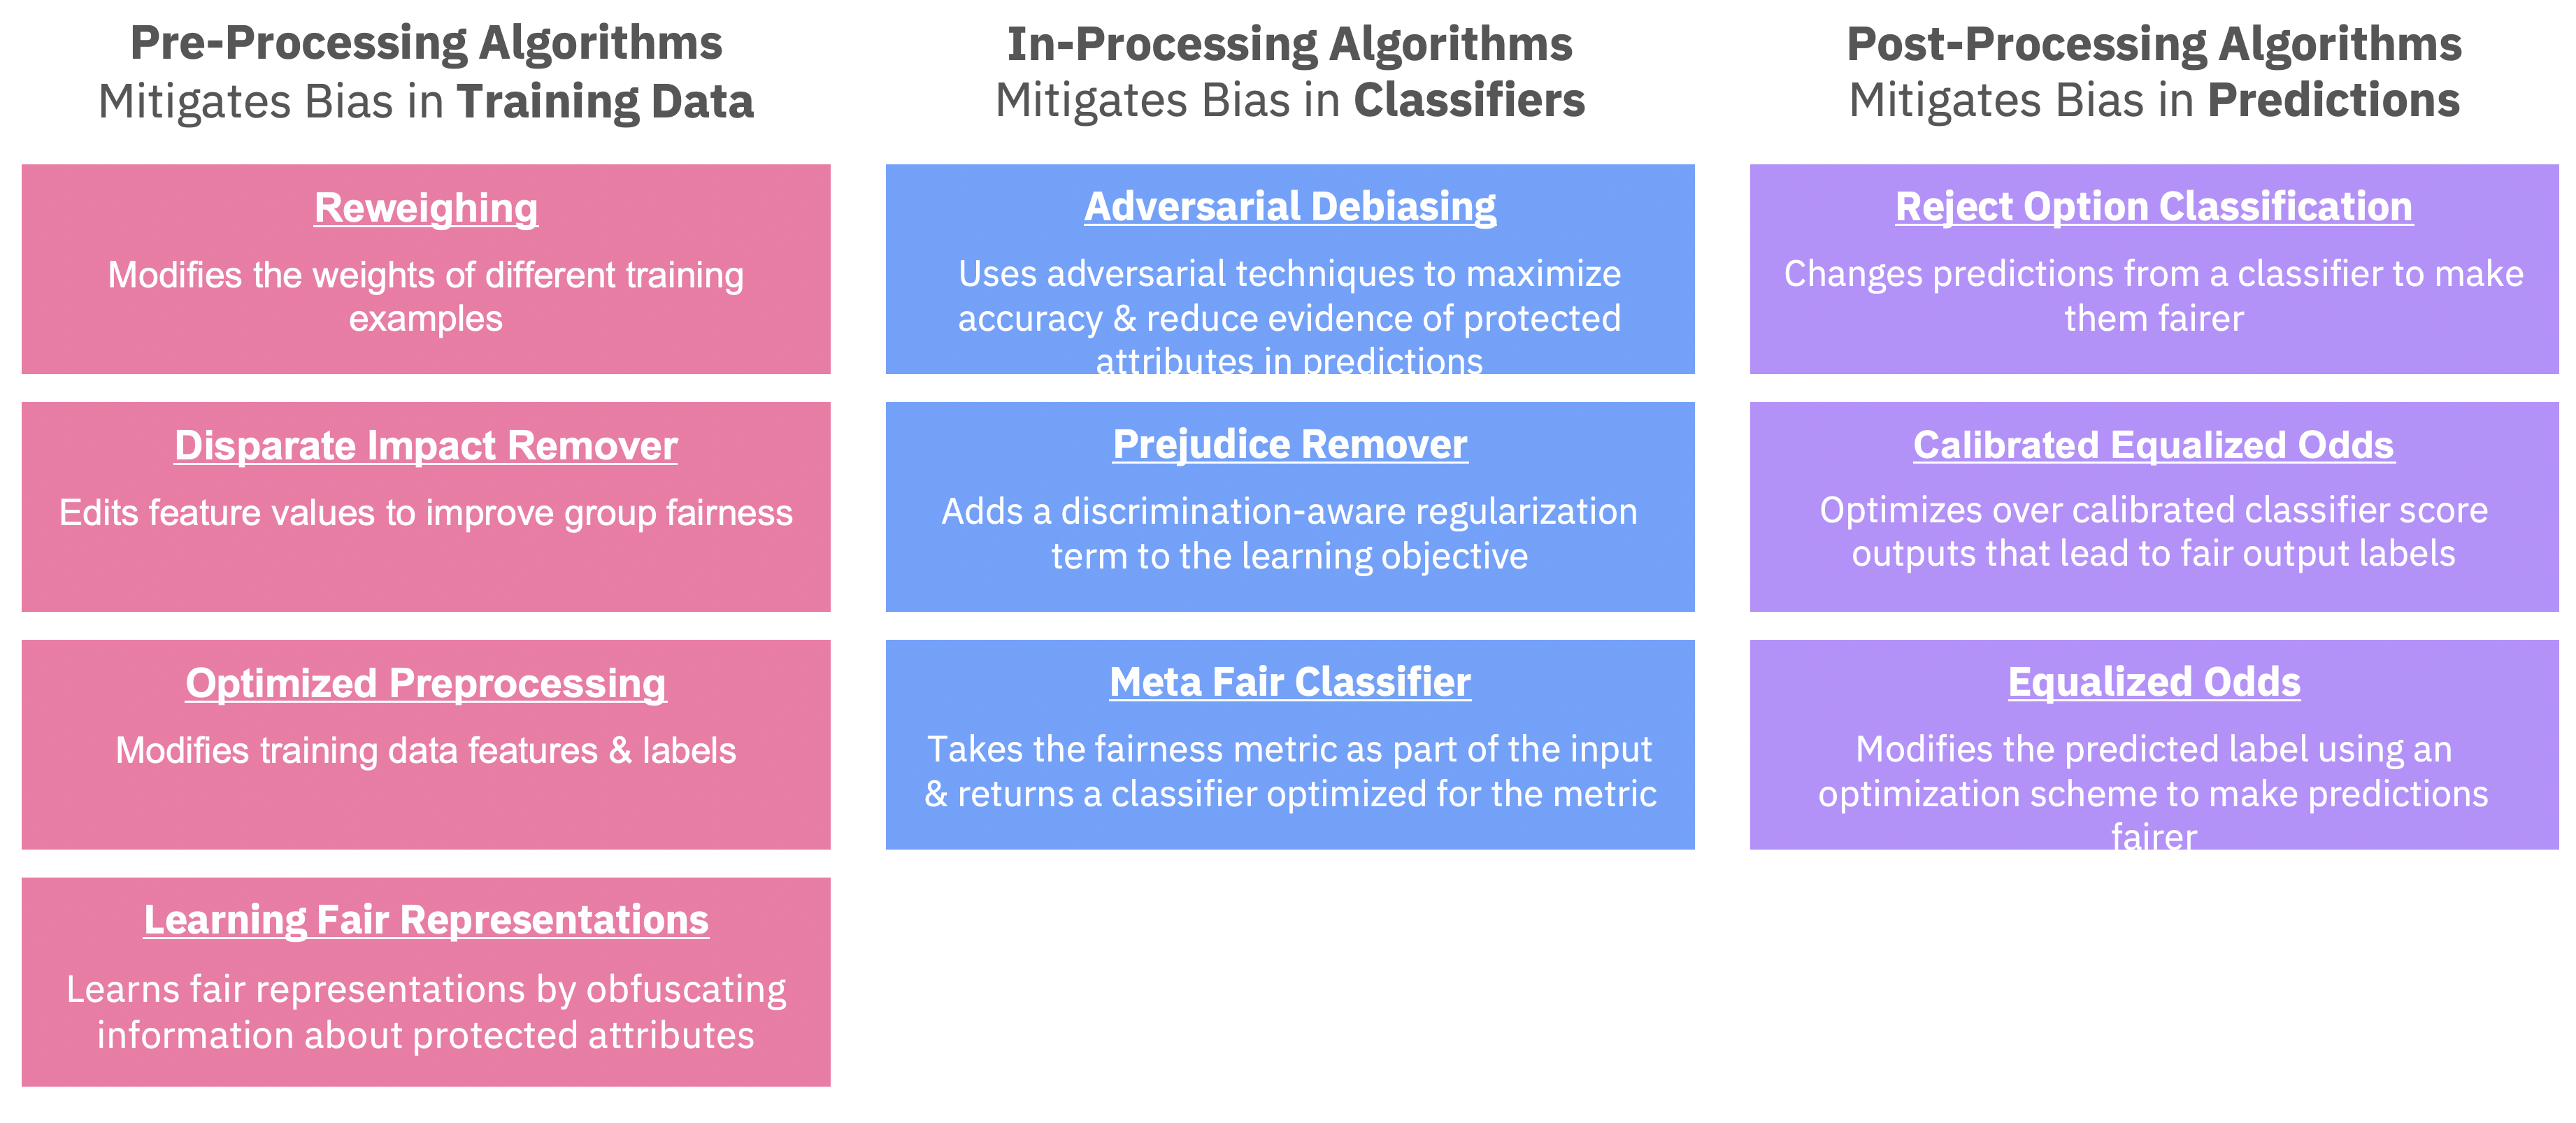 Pre-Processing Algorithms
Mitigates Bias in Training Data
Reweighing
Modifies the weights of different training
examples
Disparate Impact Remover
Edits feature values to improve group fairness
Optimized Preprocessing
Modifies training data features & labels
Learning Fair Representations
Learns fair representations by obfuscating
information about protected attributes
In-Processing Algorithms
Mitigates Bias in Classifiers
Adversarial Debiasing
Uses adversarial techniques to maximize
accuracy & reduce evidence of protected
attributes in predictions
Prejudice Remover
Adds a discrimination-aware regularization
term to the learning objective
Meta Fair Classifier
Takes the fairness metric as part of the input
& returns a classifier optimized for the metric
Post-Processing Algorithms
Mitigates Bias in Predictions
Reject Option Classification
Changes predictions from a classifier to make
them fairer
Calibrated Equalized Odds
Optimizes over calibrated classifier score
outputs that lead to fair output labels
Equalized Odds
Modifies the predicted label using an
optimization scheme to make predictions
fairer